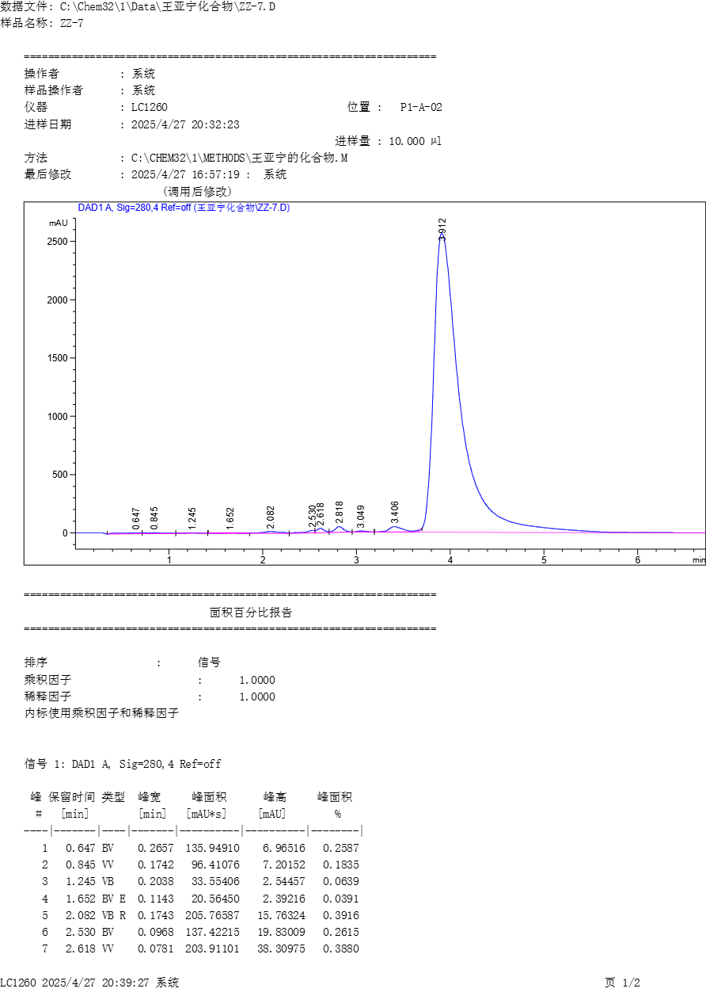 数据文件: C:\Chem32\1\Data\王亚宁化合物\ZZ-7.D
样品名称: ZZ-7
=====================================================================
操作者 : 系统
样品操作者 : 系统
仪器 : LC1260 位置 : P1-A-02
进样日期 : 2025/4/27 20:32:23
进样量 : 10.000 µl
方法 : C:\CHEM32\1\METHODS\王亚宁的化合物.M
最后修改 : 2025/4/27 16:57:19 : 系统
(调用后修改)
DAD1 A, Sig=280,4 Ref=off (王亚宁化合物\ZZ-7.D)
mAU
2500
2000
1500
1000
500
0
0.647
0.845
1.245
1.652
2.082
2.530
2.618
2.818
3.049
3.406
3.912
1 2 3 4 5 6 min
=====================================================================
面积百分比报告
=====================================================================
排序 : 信号
乘积因子 : 1.0000
稀释因子 : 1.0000
内标使用乘积因子和稀释因子
信号 1: DAD1 A, Sig=280,4 Ref=off
峰 保留时间 类型 峰宽 峰面积 峰高 峰面积
# [min] [min] [mAU*s] [mAU] %
----|-------|----|-------|----------|----------|--------|
1 0.647 BV 0.2657 135.94910 6.96516 0.2587
2 0.845 VV 0.1742 96.41076 7.20152 0.1835
3 1.245 VB 0.2038 33.55406 2.54457 0.0639
4 1.652 BV E 0.1143 20.56450 2.39216 0.0391
5 2.082 VB R 0.1743 205.76587 15.76324 0.3916
6 2.530 BV 0.0968 137.42215 19.83009 0.2615
7 2.618 VV 0.0781 203.91101 38.30975 0.3880
LC1260 2025/4/27 20:39:27 系统 页 1/2